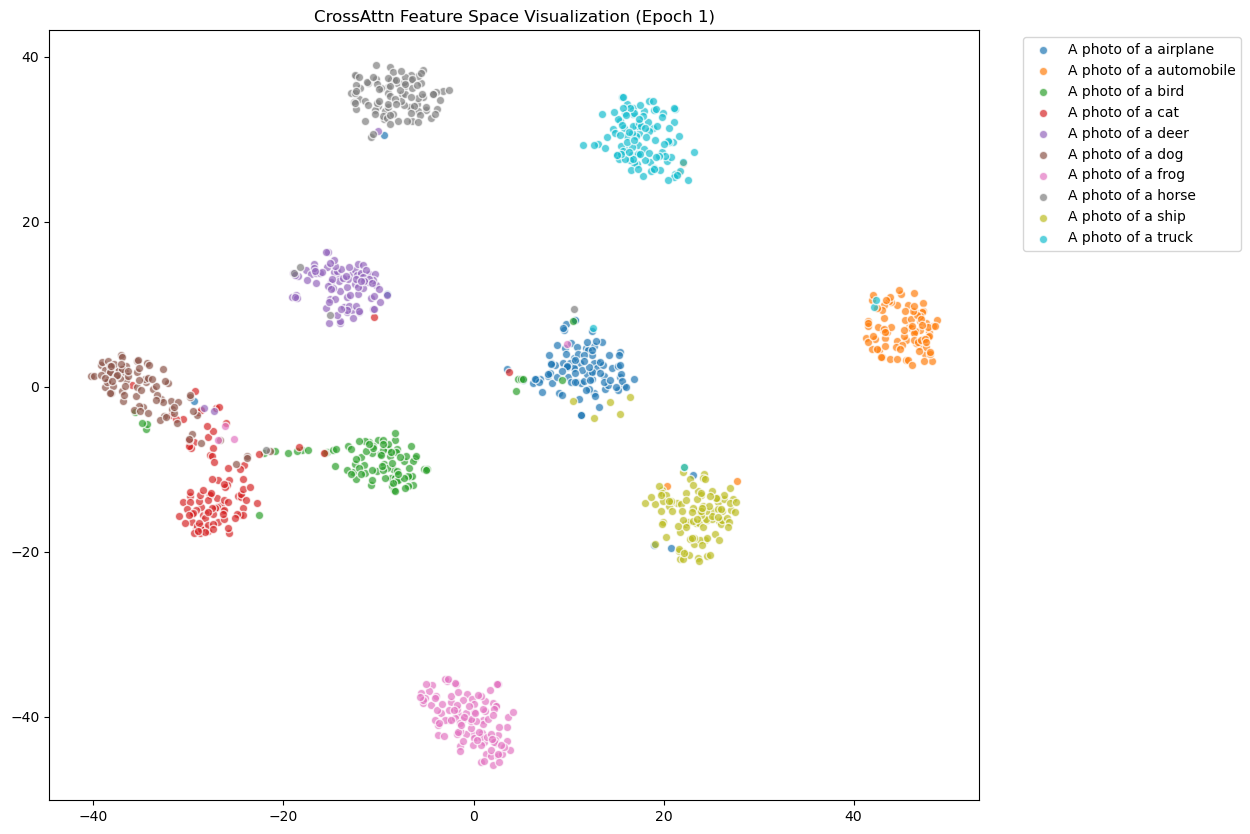 CrossAttn Feature Space Visualization (Epoch 1)
40
20
0
−20
−40
−40
−20
0
20
40
A photo of a airplane
A photo of a automobile
A photo of a bird
A photo of a cat
A photo of a deer
A photo of a dog
A photo of a frog
A photo of a horse
A photo of a ship
A photo of a truck